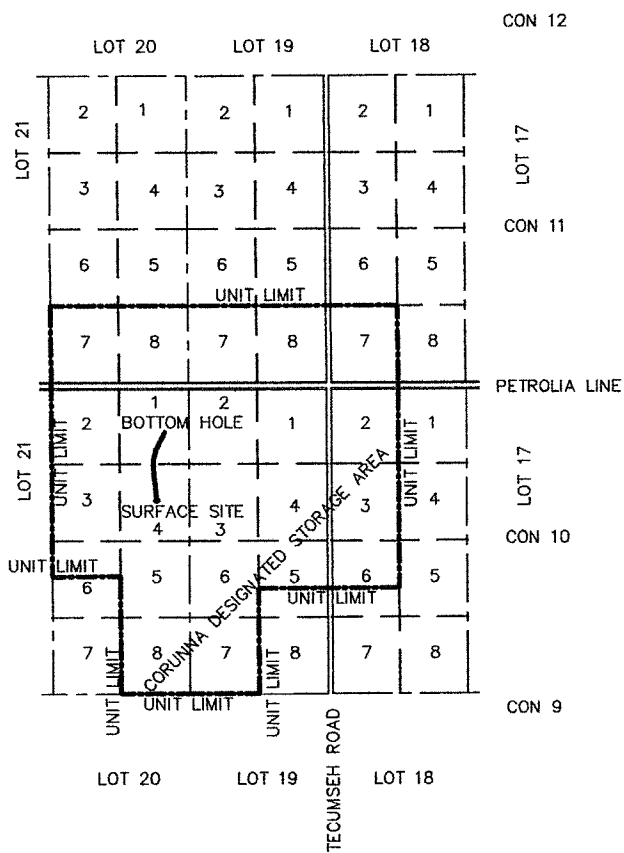 CON 12
LOT 20 LOT 19 LOT 18
2 1 2 1 2 1
LOT 21
LOT 17
3 4 3 4 3 4
CON 11
6 5 6 5 6 5
UNIT LIMIT
7 8 7 8 7 8
PETROLIA LINE
1 2
2 1 2 1
BOTTOM HOLE
LOT 21
UNIT LIMIT
UNIT LIMIT
LOT 17
3 4 3 4
SURFACE SITE
4 3
CORUNNA DESIGNATED STORAGE AREA
CON 10
UNIT LIMIT
6 5 6 5 6 5
UNIT LIMIT
7 8 7 8 7 8
UNIT LIMIT
UNIT LIMIT
UNIT LIMIT
CON 9
TECUMSEH ROAD
LOT 20 LOT 19 LOT 18